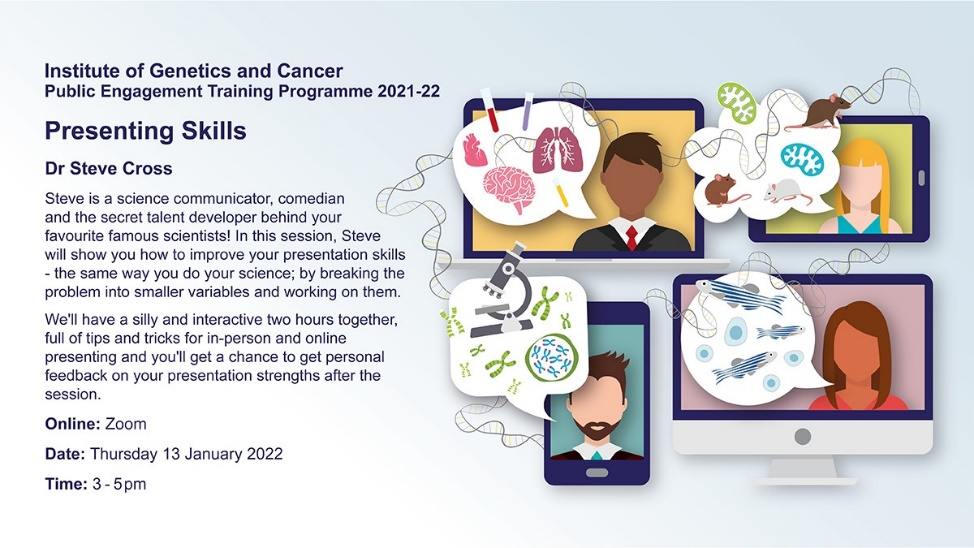 Institute of Genetics and Cancer
Public Engagement Training Programme 2021-22
Presenting Skills
Dr Steve Cross
Steve is a science communicator, comedian
and the secret talent developer behind your
favourite famous scientists! In this session, Steve
will show you how to improve your presentation skills
- the same way you do your science; by breaking the
problem into smaller variables and working on them.
We'll have a silly and interactive two hours together,
full of tips and tricks for in-person and online
presenting and you'll get a chance to get personal
feedback on your presentation strengths after the
session.
Online: Zoom
Date: Thursday 13 January 2022
Time: 3 - 5pm